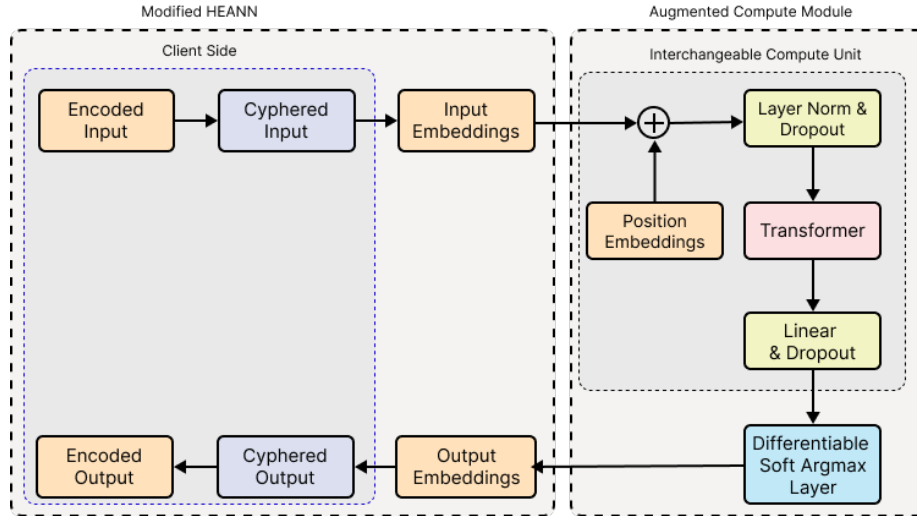 Modified HEANN
Augmented Compute Module
Client Side
Interchangeable Compute Unit
Encoded
Input
Cyphered
Input
Input
Embeddings
Layer Norm &
Dropout
Position
Embeddings
Transformer
Linear
& Dropout
Encoded
Output
Cyphered
Output
Output
Embeddings
Differentiable
Soft Argmax
Layer